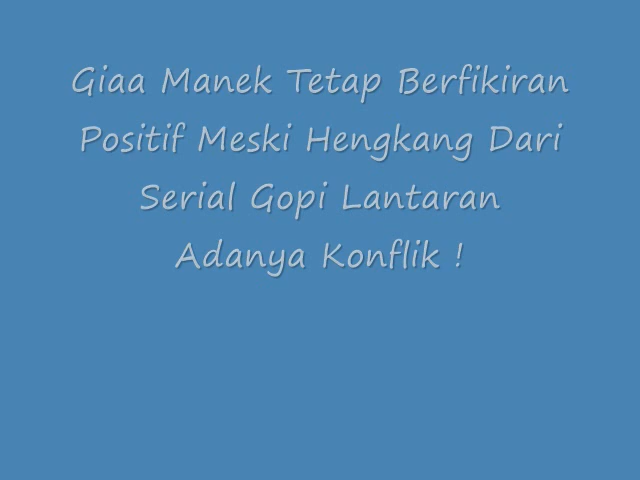 Giaa Manek Tetap Berfikiran
Positif Meski Hengkang Dari
Serial Gopi Lantaran
Adanya Konflik !